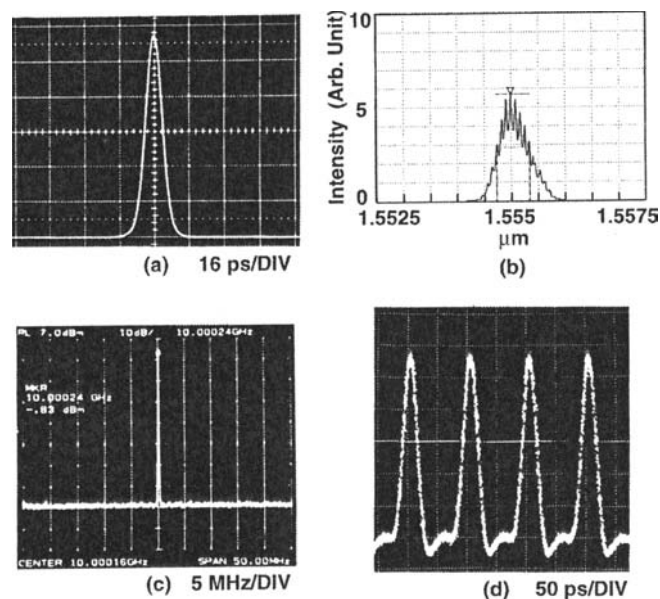 (a) 16 ps/DIV
Intensity (Arb. Unit)
10
5
0
1.5525 1.555 1.5575
μm
(b)
RL 7.0dBm 10dB/ 10.00024GHz
MKR
10.00024 GHz
-.83 dBm
CENTER 10.00016GHz SPAN 50.00MHz
(c) 5 MHz/DIV
(d) 50 ps/DIV